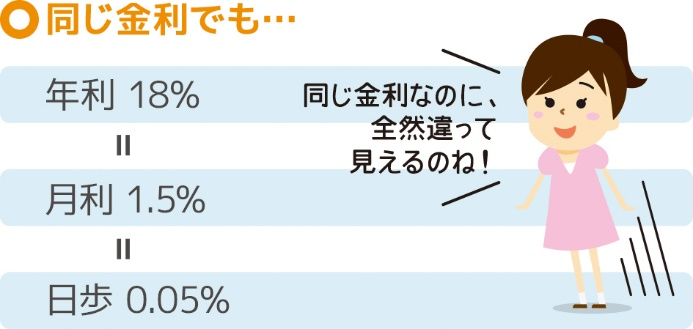 同じ金利でも…
年利 18%
=
月利 1.5%
=
日歩 0.05%
同じ金利なのに、
全然違って
見えるのね!